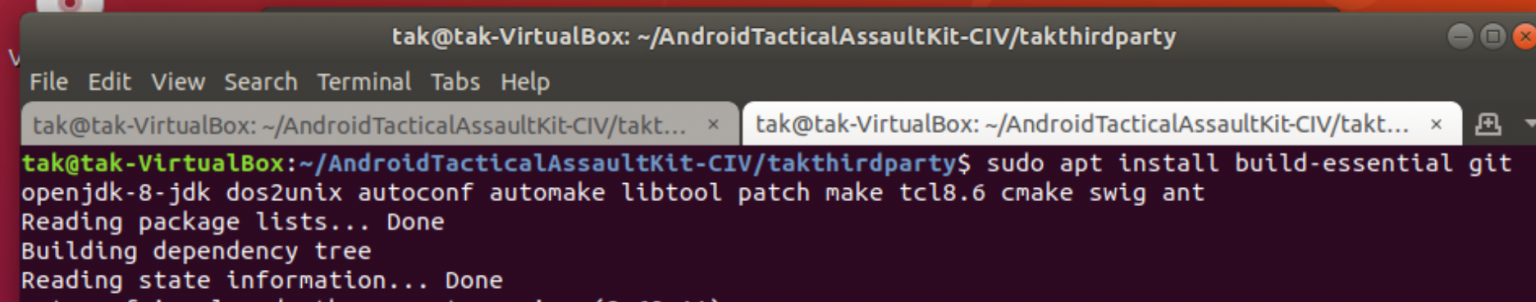 tak@tak-VirtualBox: ~/AndroidTacticalAssaultKit-CIV/takthirdparty
File Edit View Search Terminal Tabs Help
tak@tak-VirtualBox: ~/AndroidTacticalAssaultKit-CIV/takt... × tak@tak-VirtualBox: ~/AndroidTacticalAssaultKit-CIV/takt... ×
tak@tak-VirtualBox:~/AndroidTacticalAssaultKit-CIV/takthirdparty$ sudo apt install build-essential git
openjdk-8-jdk dos2unix autoconf automake libtool patch make tcl8.6 cmake swig ant
Reading package lists... Done
Building dependency tree
Reading state information... Done